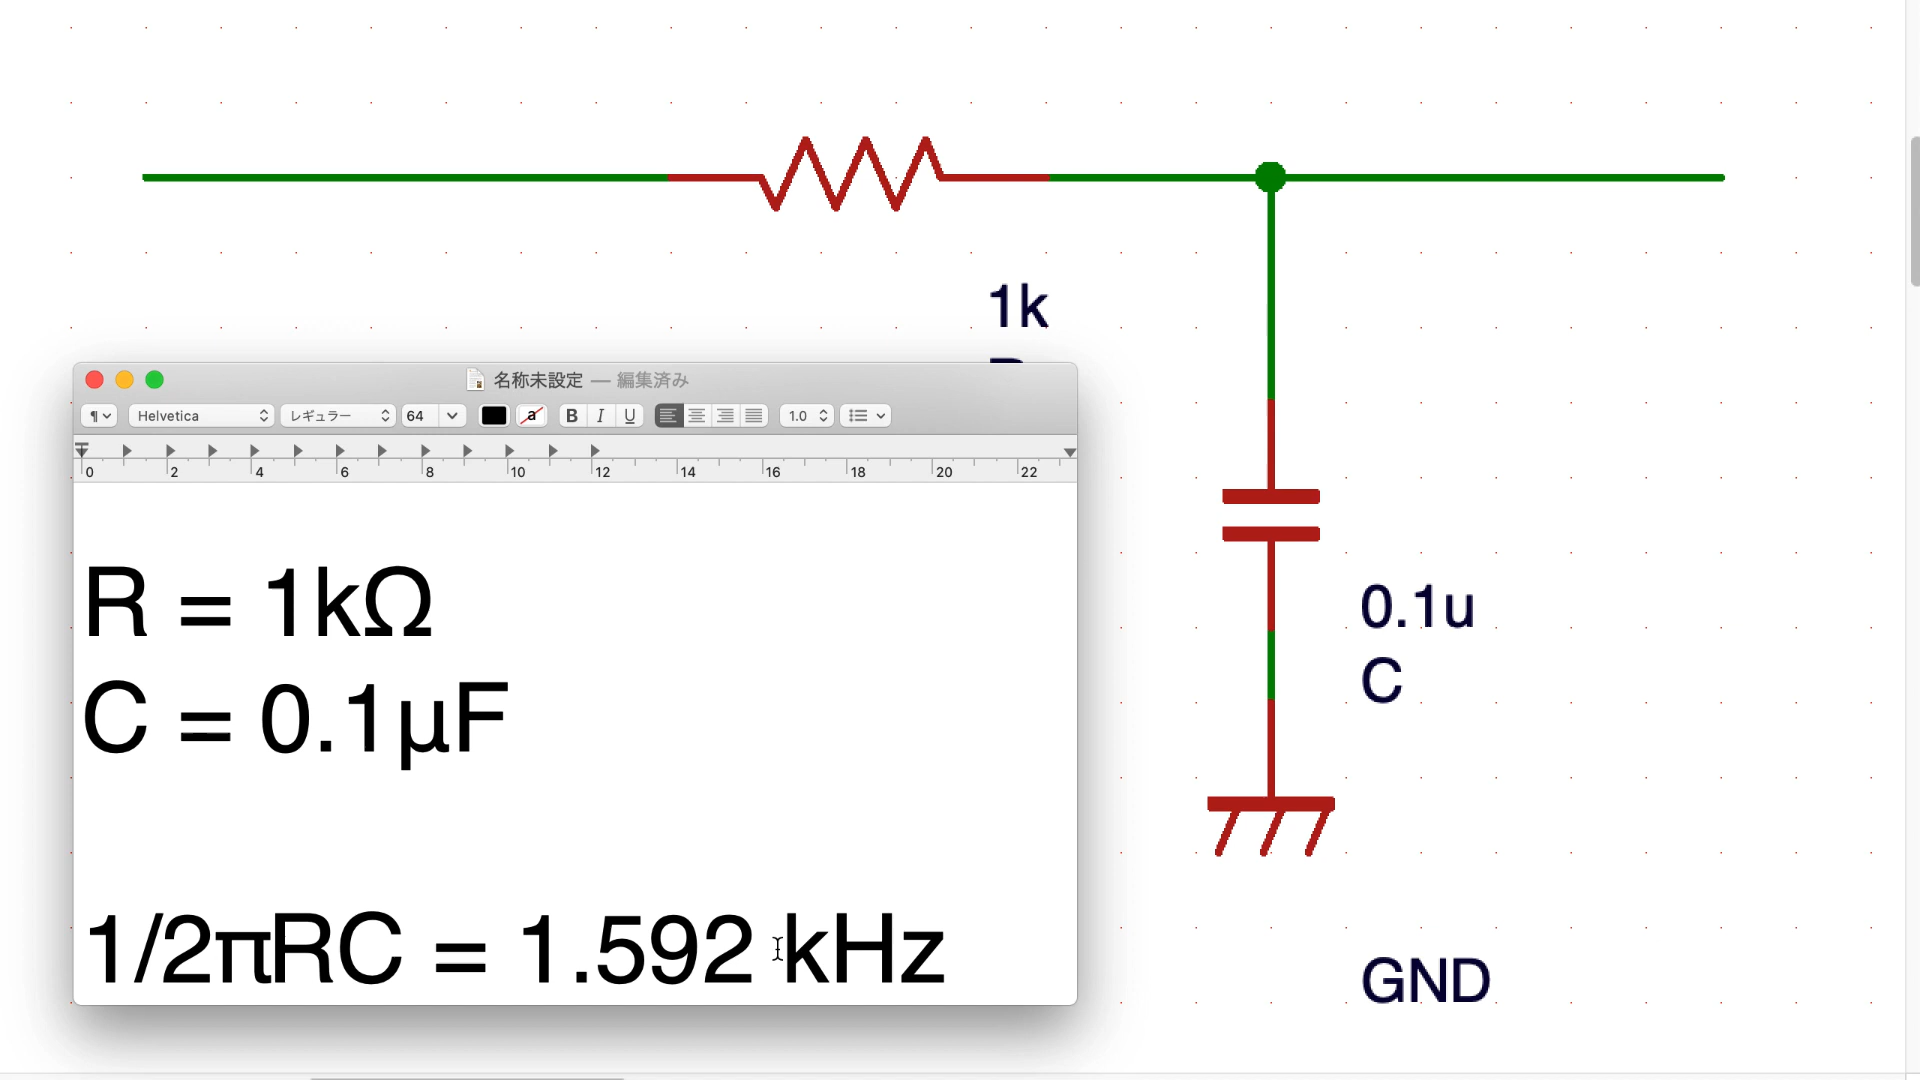 1k
名称未設定 — 編集済み
¶ Helvetica レギュラー 64 a B I U 1.0
0 2 4 6 8 10 12 14 16 18 20 22
R = 1kΩ
C = 0.1µF
1/2πRC = 1.592 kHz
0.1u
C
GND